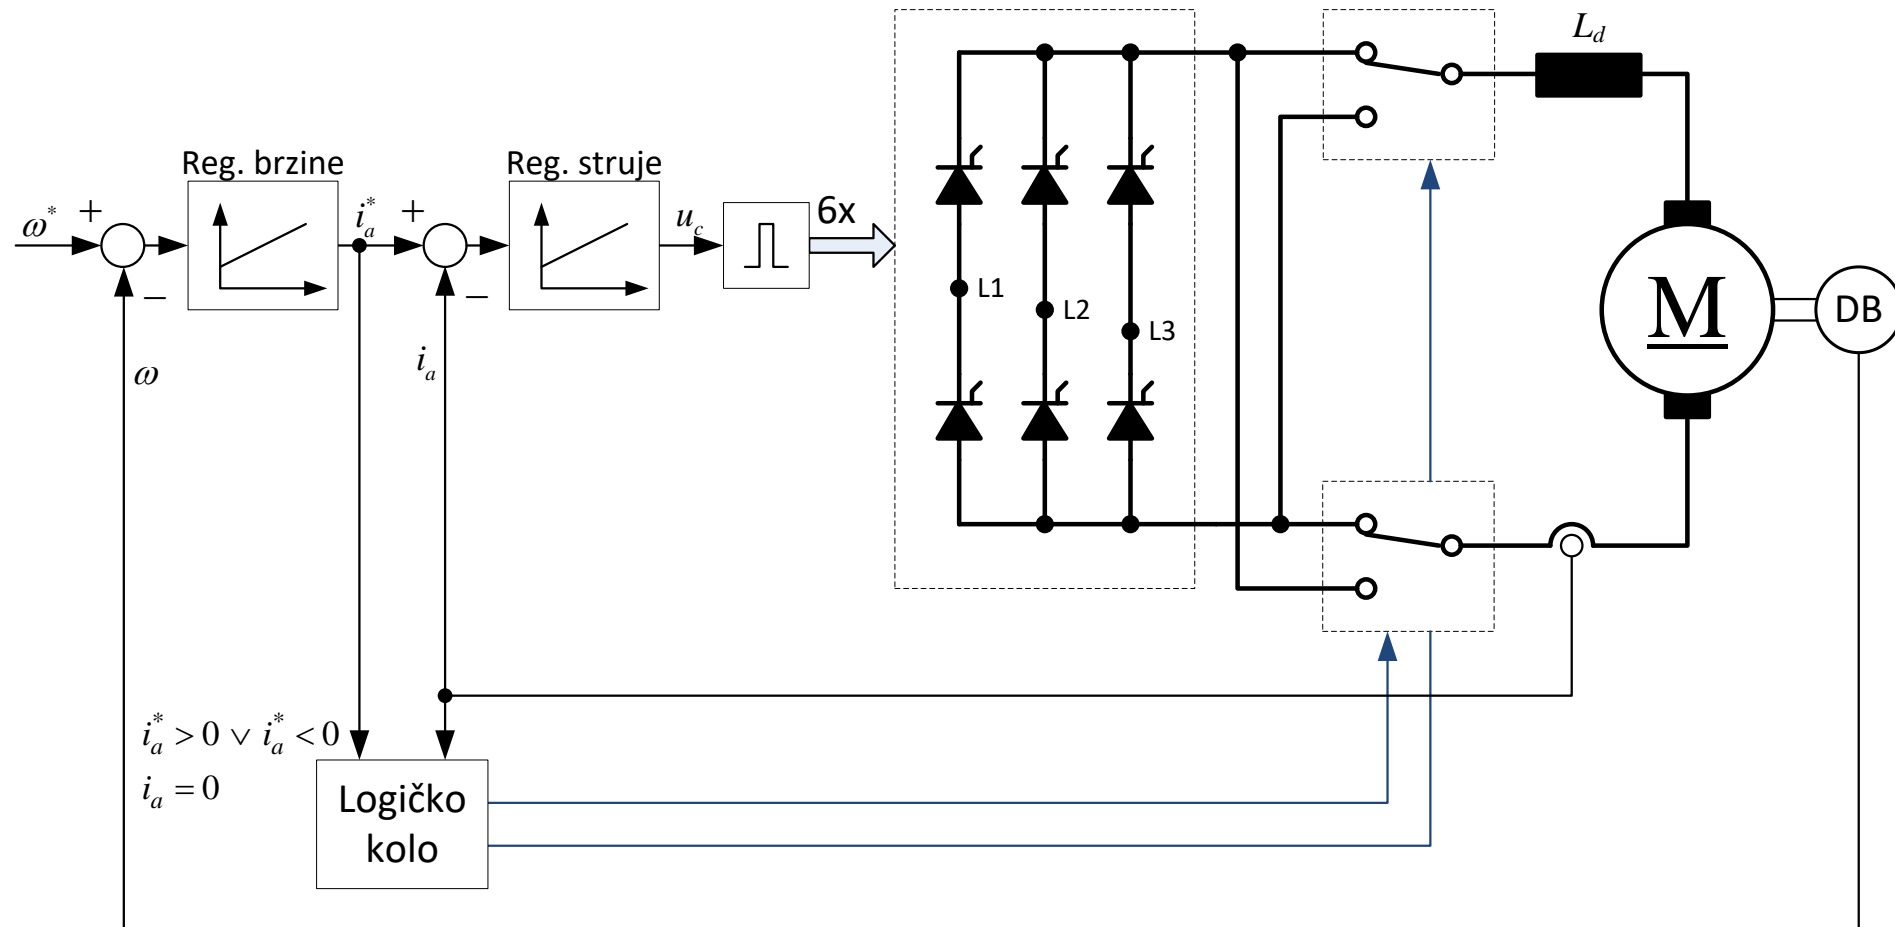 L_d
Reg. brzine
Reg. struje
ω* + i_a* + u_c 6x
− −
L1
L2
L3
M
DB
ω
i_a
i_a* > 0 ∨ i_a* < 0
i_a = 0
Logičko
kolo